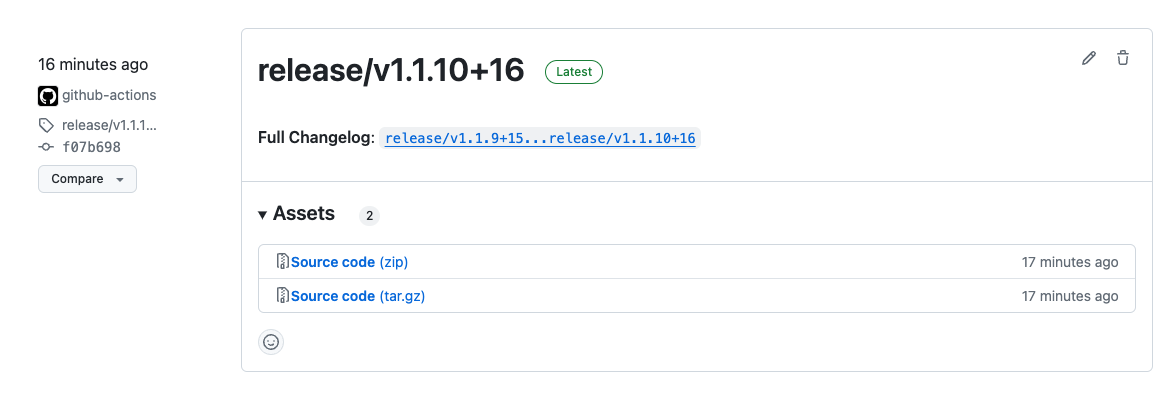 16 minutes ago
github-actions
release/v1.1.1...
f07b698
Compare
release/v1.1.10+16 Latest
Full Changelog: release/v1.1.9+15...release/v1.1.10+16
Assets 2
Source code (zip) 17 minutes ago
Source code (tar.gz) 17 minutes ago